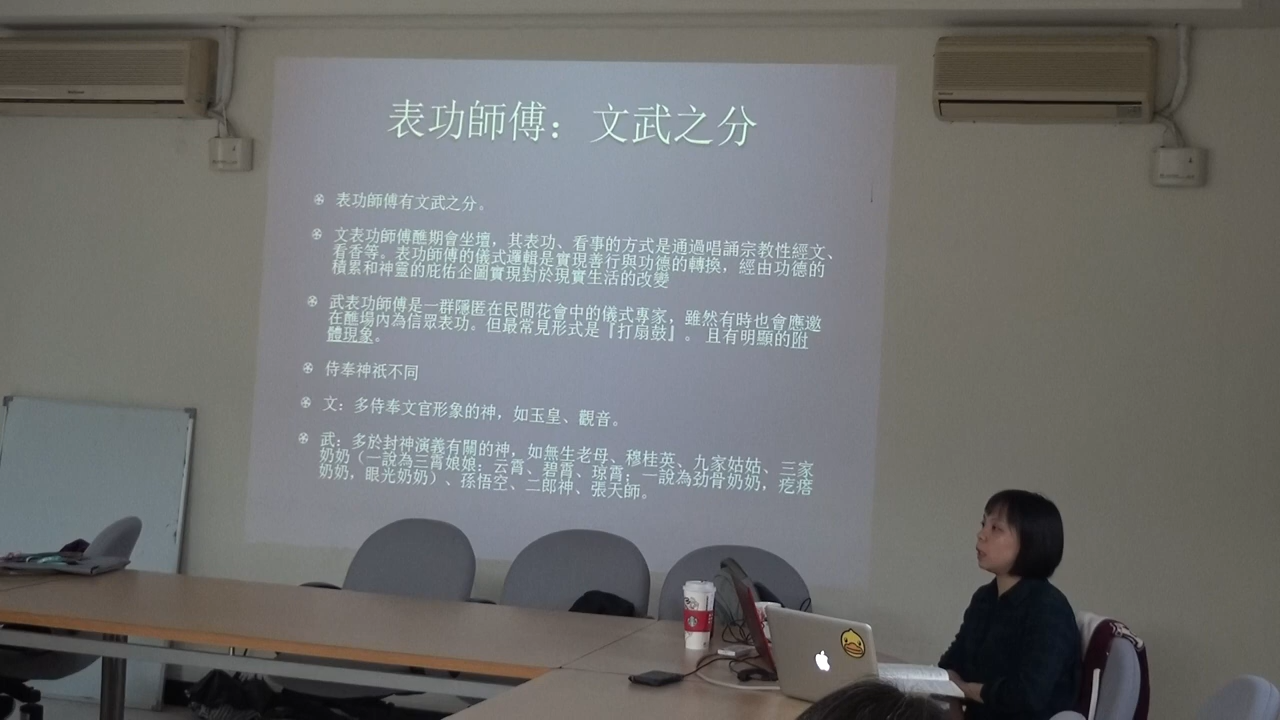 表功師傅：文武之分
表功師傅有文武之分。
文表功師傅醮期會坐壇，其表功、看事的方式是通過唱誦宗教性經文、
看香等。表功師傅的儀式邏輯是實現善行與功德的轉換，經由功德的
積累和神靈的庇佑企圖實現對於現實生活的改變
武表功師傅是一群隱匿在民間花會中的儀式專家，雖然有時也會應邀
在醮場內為信眾表功。但最常見形式是『打扇鼓』。且有明顯的附
體現象。
侍奉神祇不同
文：多侍奉文官形象的神，如玉皇、觀音。
武：多於封神演義有關的神，如無生老母、穆桂英、九家姑姑、三家
奶奶（一說為三霄娘娘：云霄、碧霄、琼霄；一說為劲骨奶奶，疙瘩
奶奶，眼光奶奶）、孫悟空、二郎神、張天師。